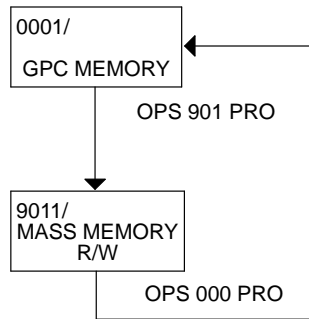 0001/
GPC MEMORY
OPS 901 PRO
9011/
MASS MEMORY
R/W
OPS 000 PRO